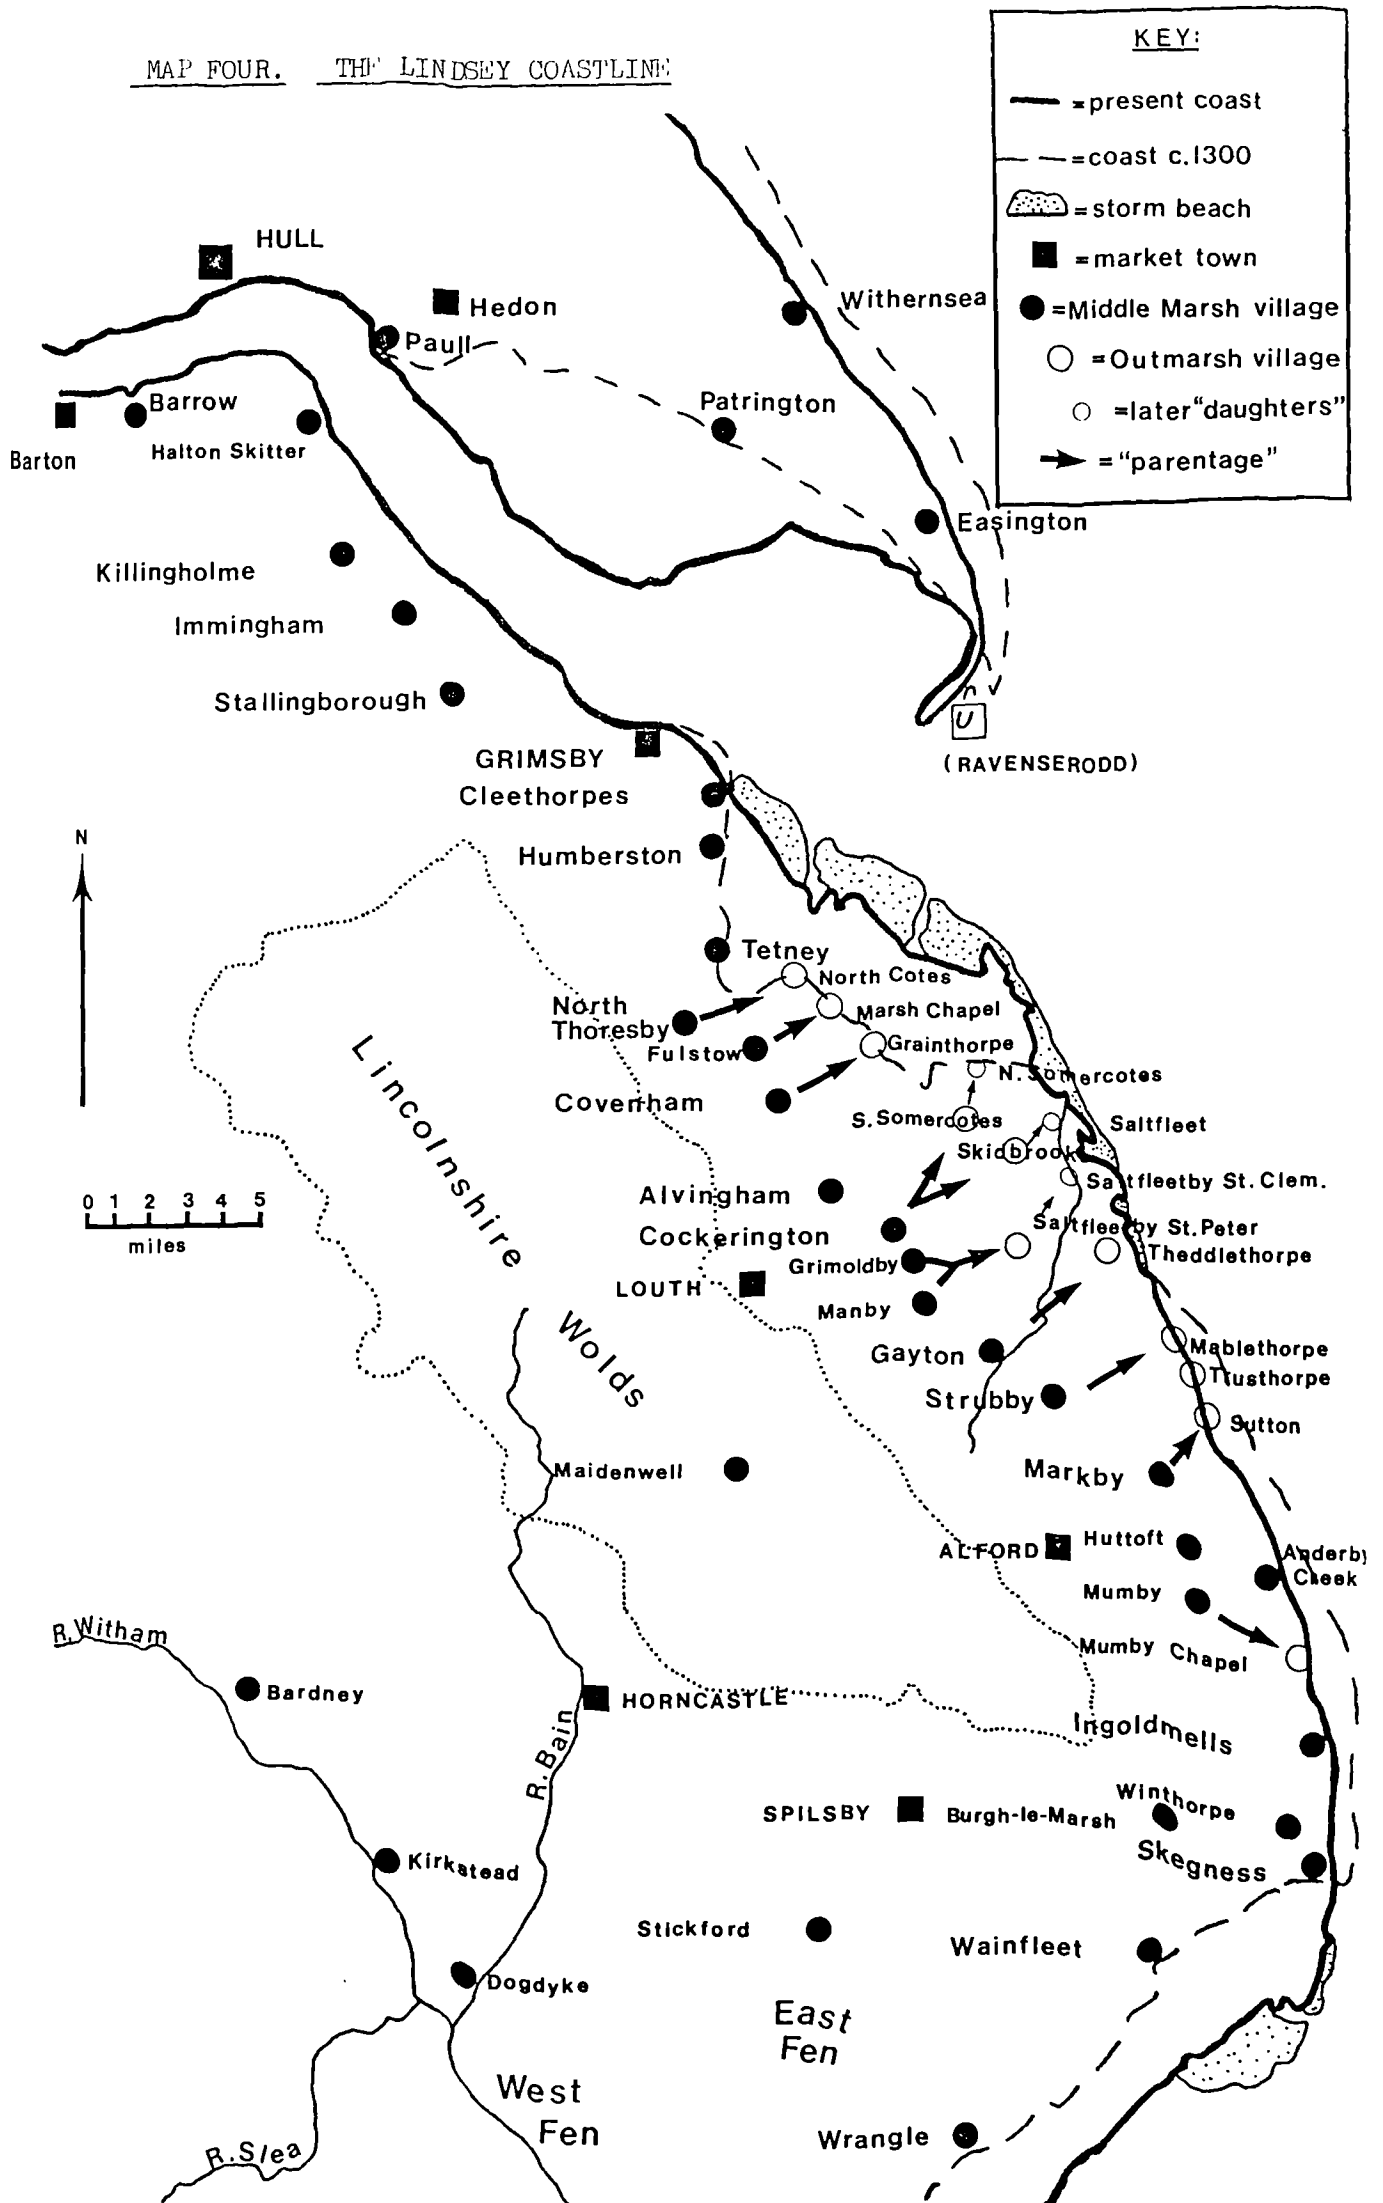 MAP FOUR. THE LINDSEY COASTLINE
KEY:
=present coast
=coast c.1300
=storm beach
=market town
=Middle Marsh village
=Outmarsh village
=later "daughters"
="parentage"
HULL
Hedon
Paull
Withernsea
Barrow
Halton Skitter
Barton
Patrington
Easington
Killingholme
Immingham
Stallingborough
GRIMSBY
Cleethorpes
(RAVENSERODD)
Humberston
N
Tetney
North Cotes
North
Thoresby
Marsh Chapel
Fulstow
Grainthorpe
N. Somercotes
Covenham
S. Somercotes
Saltfleet
Skidbrook
Saltfleetby St. Clem.
Alvingham
Cockerington
Saltfleetby St. Peter
Theddlethorpe
Grimoldby
LOUTH
Manby
0 1 2 3 4 5
miles
Lincolnshire
Wolds
Gayton
Mablethorpe
Trusthorpe
Strubby
Sutton
Maidenwell
Markby
ALFORD
Huttoft
Anderby
Creek
Mumby
Mumby Chapel
R. Witham
Bardney
HORNCASTLE
R. Bain
Ingoldmells
SPILSBY
Burgh-le-Marsh
Winthorpe
Skegness
Kirkstead
Stickford
Wainfleet
Dogdyke
East
Fen
West
Fen
Wrangle
R. Slea